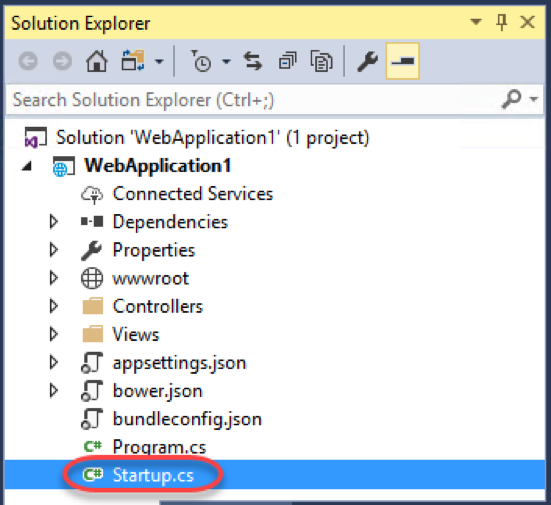 Solution Explorer
Search Solution Explorer (Ctrl+;)
Solution 'WebApplication1' (1 project)
WebApplication1
Connected Services
Dependencies
Properties
wwwroot
Controllers
Views
appsettings.json
bower.json
bundleconfig.json
C# Program.cs
C# Startup.cs